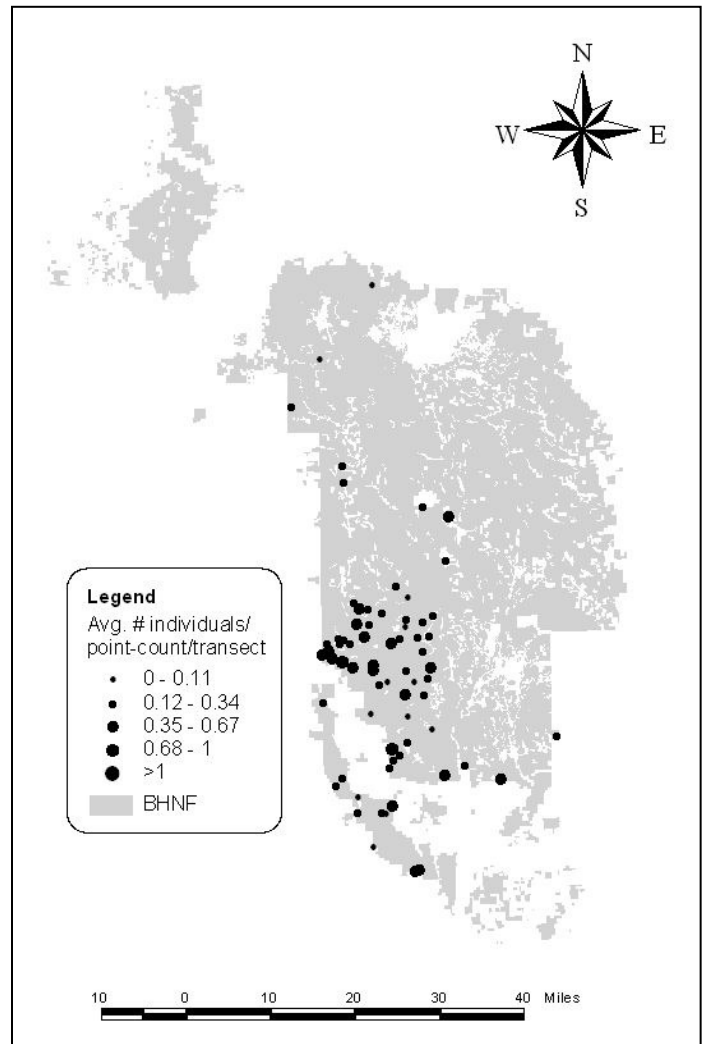 N
W E
S
Legend
Avg. # individuals/
point-count/transect
0 - 0.11
0.12 - 0.34
0.35 - 0.67
0.68 - 1
>1
BHNF
10 0 10 20 30 40 Miles